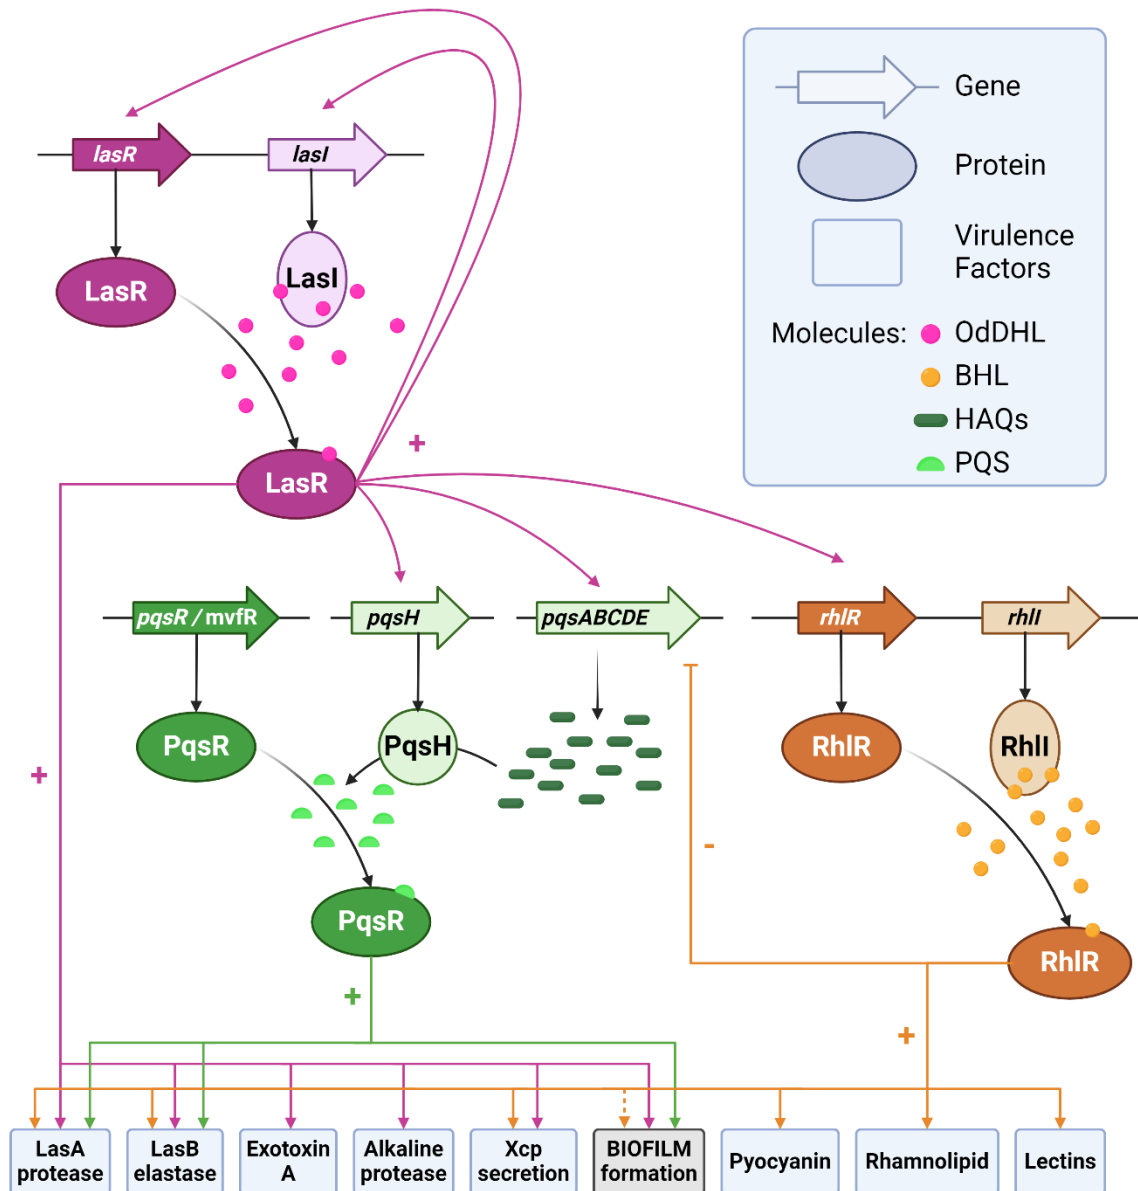 lasR
lasI
LasR
LasI
LasR
+
Gene
Protein
Virulence
Factors
Molecules:
OdDHL
BHL
HAQs
PQS
pqsR / mvfR
pqsH
pqsABCDE
rhlR
rhlI
PqsR
PqsH
RhlR
RhlI
+
-
PqsR
RhlR
+
+
LasA
protease
LasB
elastase
Exotoxin
A
Alkaline
protease
Xcp
secretion
BIOFILM
formation
Pyocyanin
Rhamnolipid
Lectins